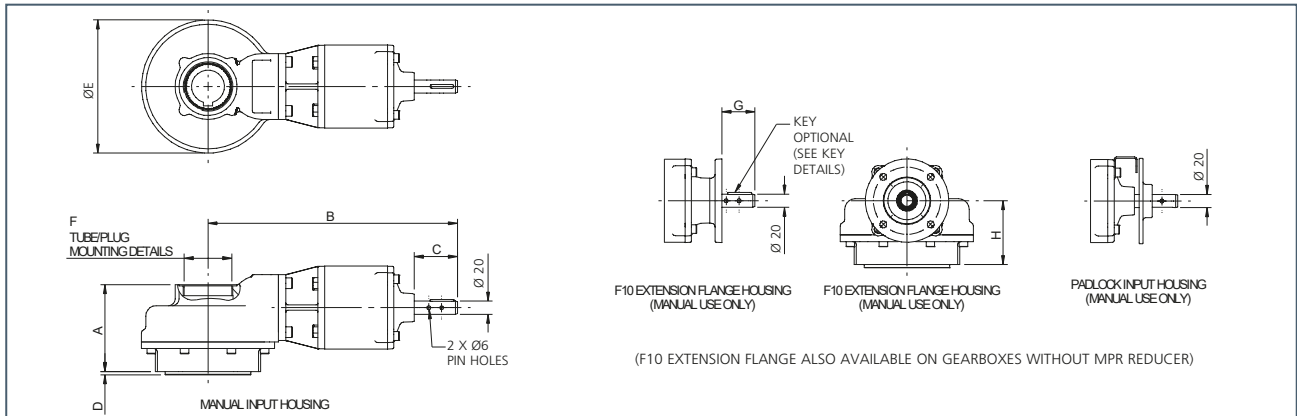 ØE
F
TUBE/PLUG
MOUNTING DETAILS
B
C
Ø 20
A
D
2 X Ø6
PIN HOLES
MANUAL INPUT HOUSING
G
KEY
OPTIONAL
(SEE KEY
DETAILS)
Ø 20
F10 EXTENSION FLANGE HOUSING
(MANUAL USE ONLY)
H
F10 EXTENSION FLANGE HOUSING
(MANUAL USE ONLY)
Ø 20
PADLOCK INPUT HOUSING
(MANUAL USE ONLY)
(F10 EXTENSION FLANGE ALSO AVAILABLE ON GEARBOXES WITHOUT MPR REDUCER)